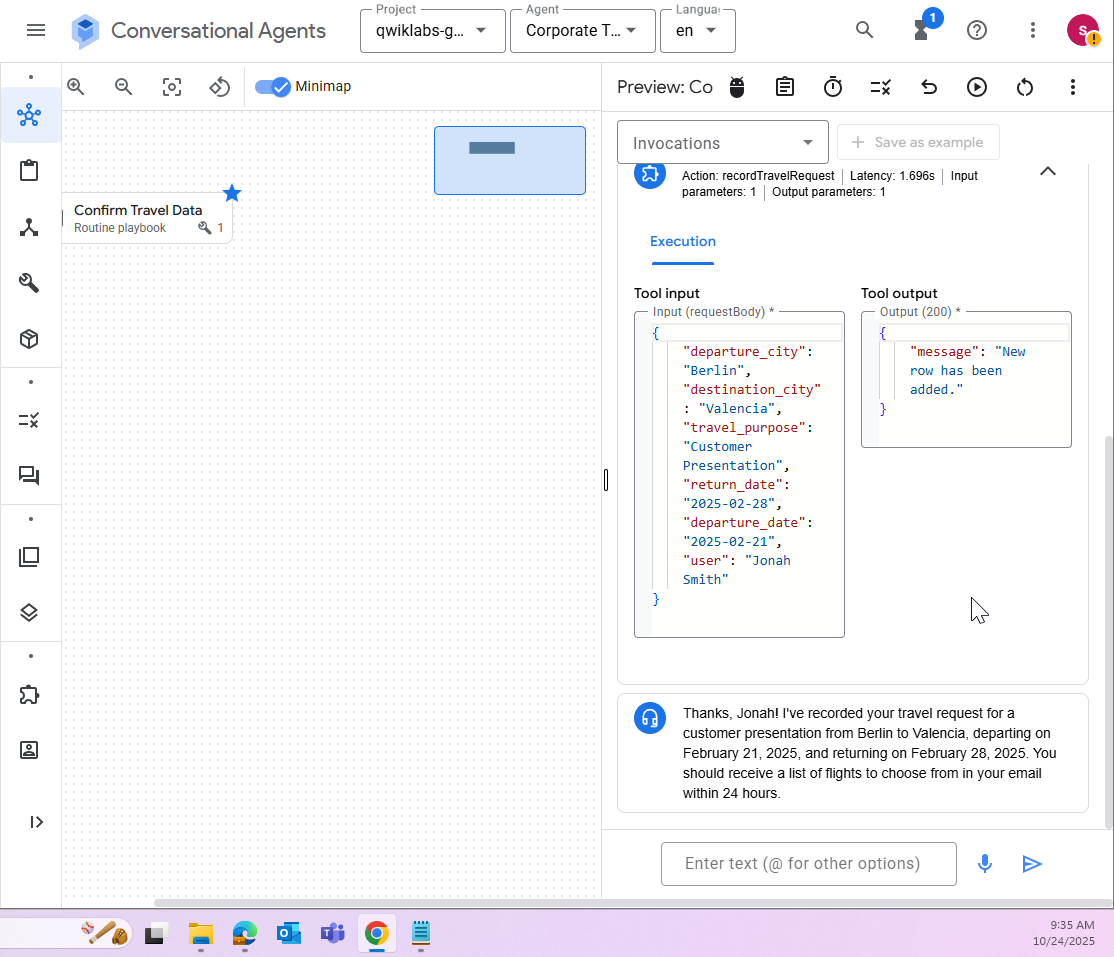 Conversational Agents
Project
qwiklabs-g...
Agent
Corporate T...
Langua
en
1
s
!
Minimap
Confirm Travel Data
Routine playbook
1
Preview: Co
Invocations
Save as example
Action: recordTravelRequest Latency: 1.696s Input
parameters: 1 Output parameters: 1
Execution
Tool input
Input (requestBody) *
{
"departure_city":
"Berlin",
"destination_city"
: "Valencia",
"travel_purpose":
"Customer
Presentation",
"return_date":
"2025-02-28",
"departure_date":
"2025-02-21",
"user": "Jonah
Smith"
}
Tool output
Output (200) *
{
"message": "New
row has been
added."
}
Thanks, Jonah! I've recorded your travel request for a
customer presentation from Berlin to Valencia, departing on
February 21, 2025, and returning on February 28, 2025. You
should receive a list of flights to choose from in your email
within 24 hours.
Enter text (@ for other options)
9:35 AM
10/24/2025